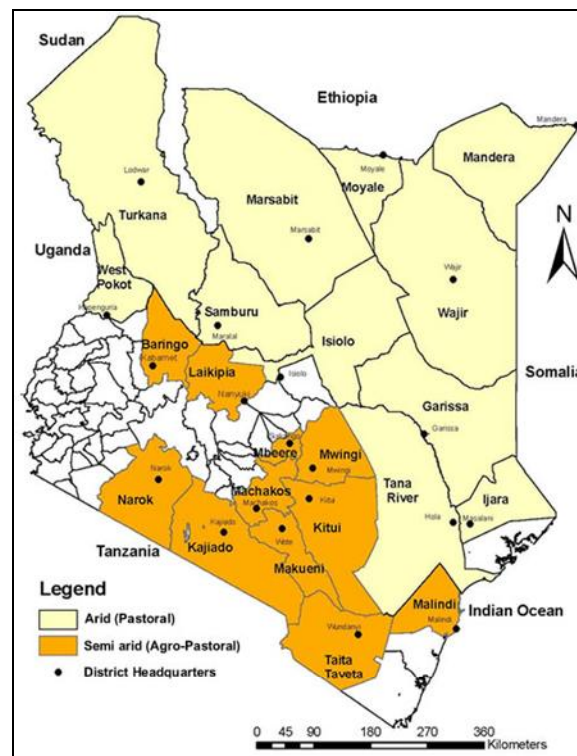 Sudan
Ethiopia
Mandera
Mandera
Moyale
Moyale
Lodwar
Turkana
Marsabit
Marsabit
N
Uganda
West
Pokot
Wajir
Wajir
Samburu
Maralal
Isiolo
Baringo
Kabarnet
Laikipia
Isiolo
Nanyuki
Somalia
Garissa
Garissa
Mbeere
Mwingi
Mwingi
Tana
River
Ijara
Masalani
Hola
Narok
Narok
Machakos
Machakos
Kitui
Kajiado
Kajiado
Makueni
Tanzania
Malindi
Malindi
Indian Ocean
Wundanyi
Taita
Taveta
Legend
Arid (Pastoral)
Semi arid (Agro-Pastoral)
District Headquarters
0 45 90 180 270 360
Kilometers